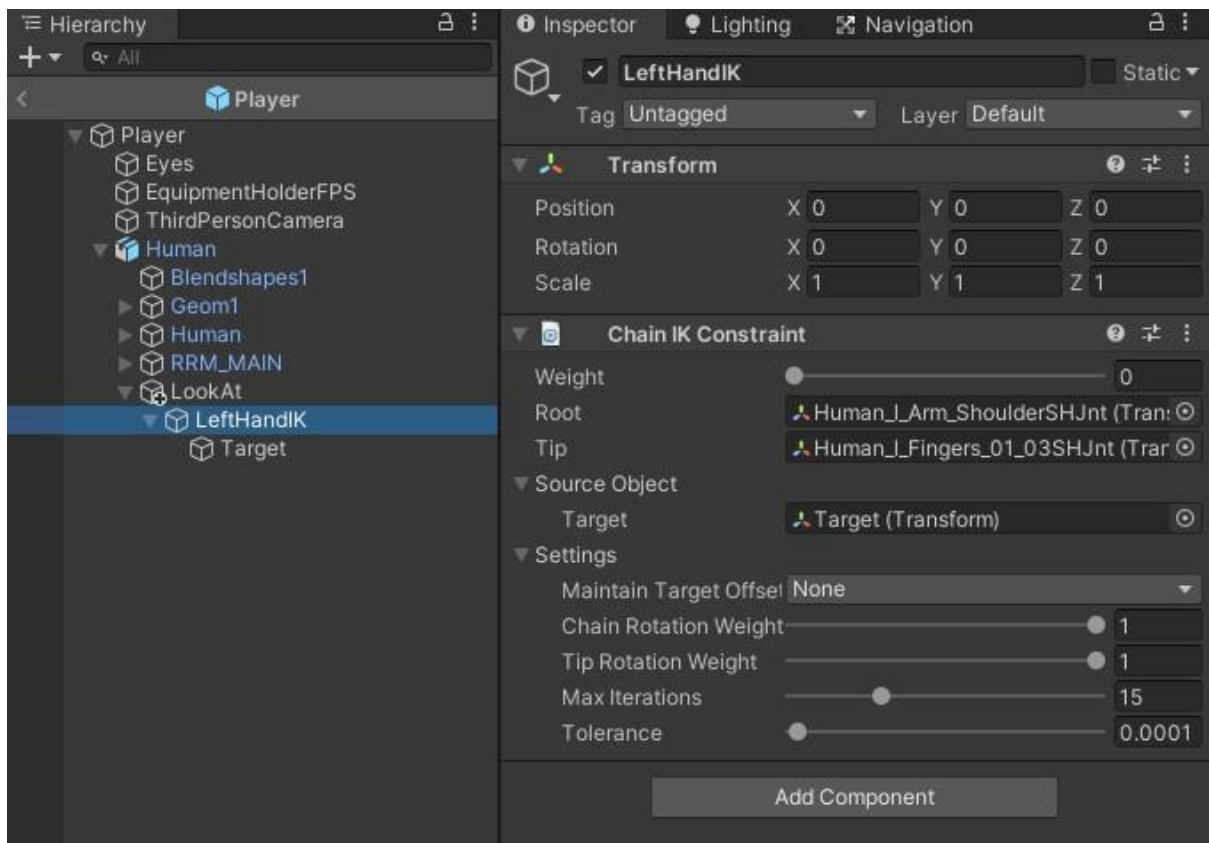 Hierarchy
All
Player
Player
Eyes
EquipmentHolderFPS
ThirdPersonCamera
Human
Blendshapes1
Geom1
Human
RRM_MAIN
LookAt
LeftHandIK
Target
Inspector Lighting Navigation
LeftHandIK Static
Tag Untagged Layer Default
Transform
Position X 0 Y 0 Z 0
Rotation X 0 Y 0 Z 0
Scale X 1 Y 1 Z 1
Chain IK Constraint
Weight 0
Root Human_l_Arm_ShoulderSHJnt (Trans
Tip Human_l_Fingers_01_03SHJnt (Tran
Source Object
Target Target (Transform)
Settings
Maintain Target Offset None
Chain Rotation Weight 1
Tip Rotation Weight 1
Max Iterations 15
Tolerance 0.0001
Add Component